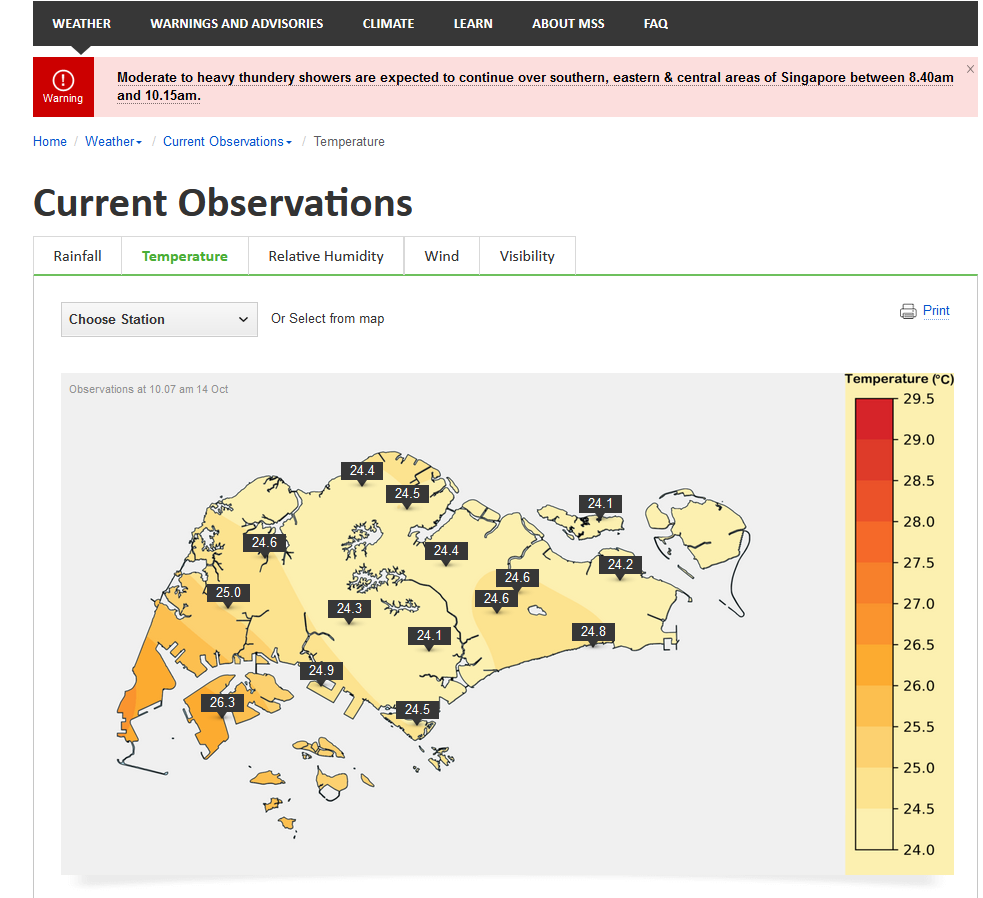 WEATHER WARNINGS AND ADVISORIES CLIMATE LEARN ABOUT MSS FAQ
Warning
Moderate to heavy thundery showers are expected to continue over southern, eastern & central areas of Singapore between 8.40am
and 10.15am.
x
Home / Weather / Current Observations / Temperature
Current Observations
Rainfall Temperature Relative Humidity Wind Visibility
Choose Station Or Select from map
Print
Observations at 10.07 am 14 Oct
Temperature (°C)
29.5
29.0
28.5
28.0
27.5
27.0
26.5
26.0
25.5
25.0
24.5
24.0
24.4
24.5
24.1
24.6
24.4
24.2
24.6
25.0
24.6
24.3
24.1
24.8
24.9
26.3
24.5